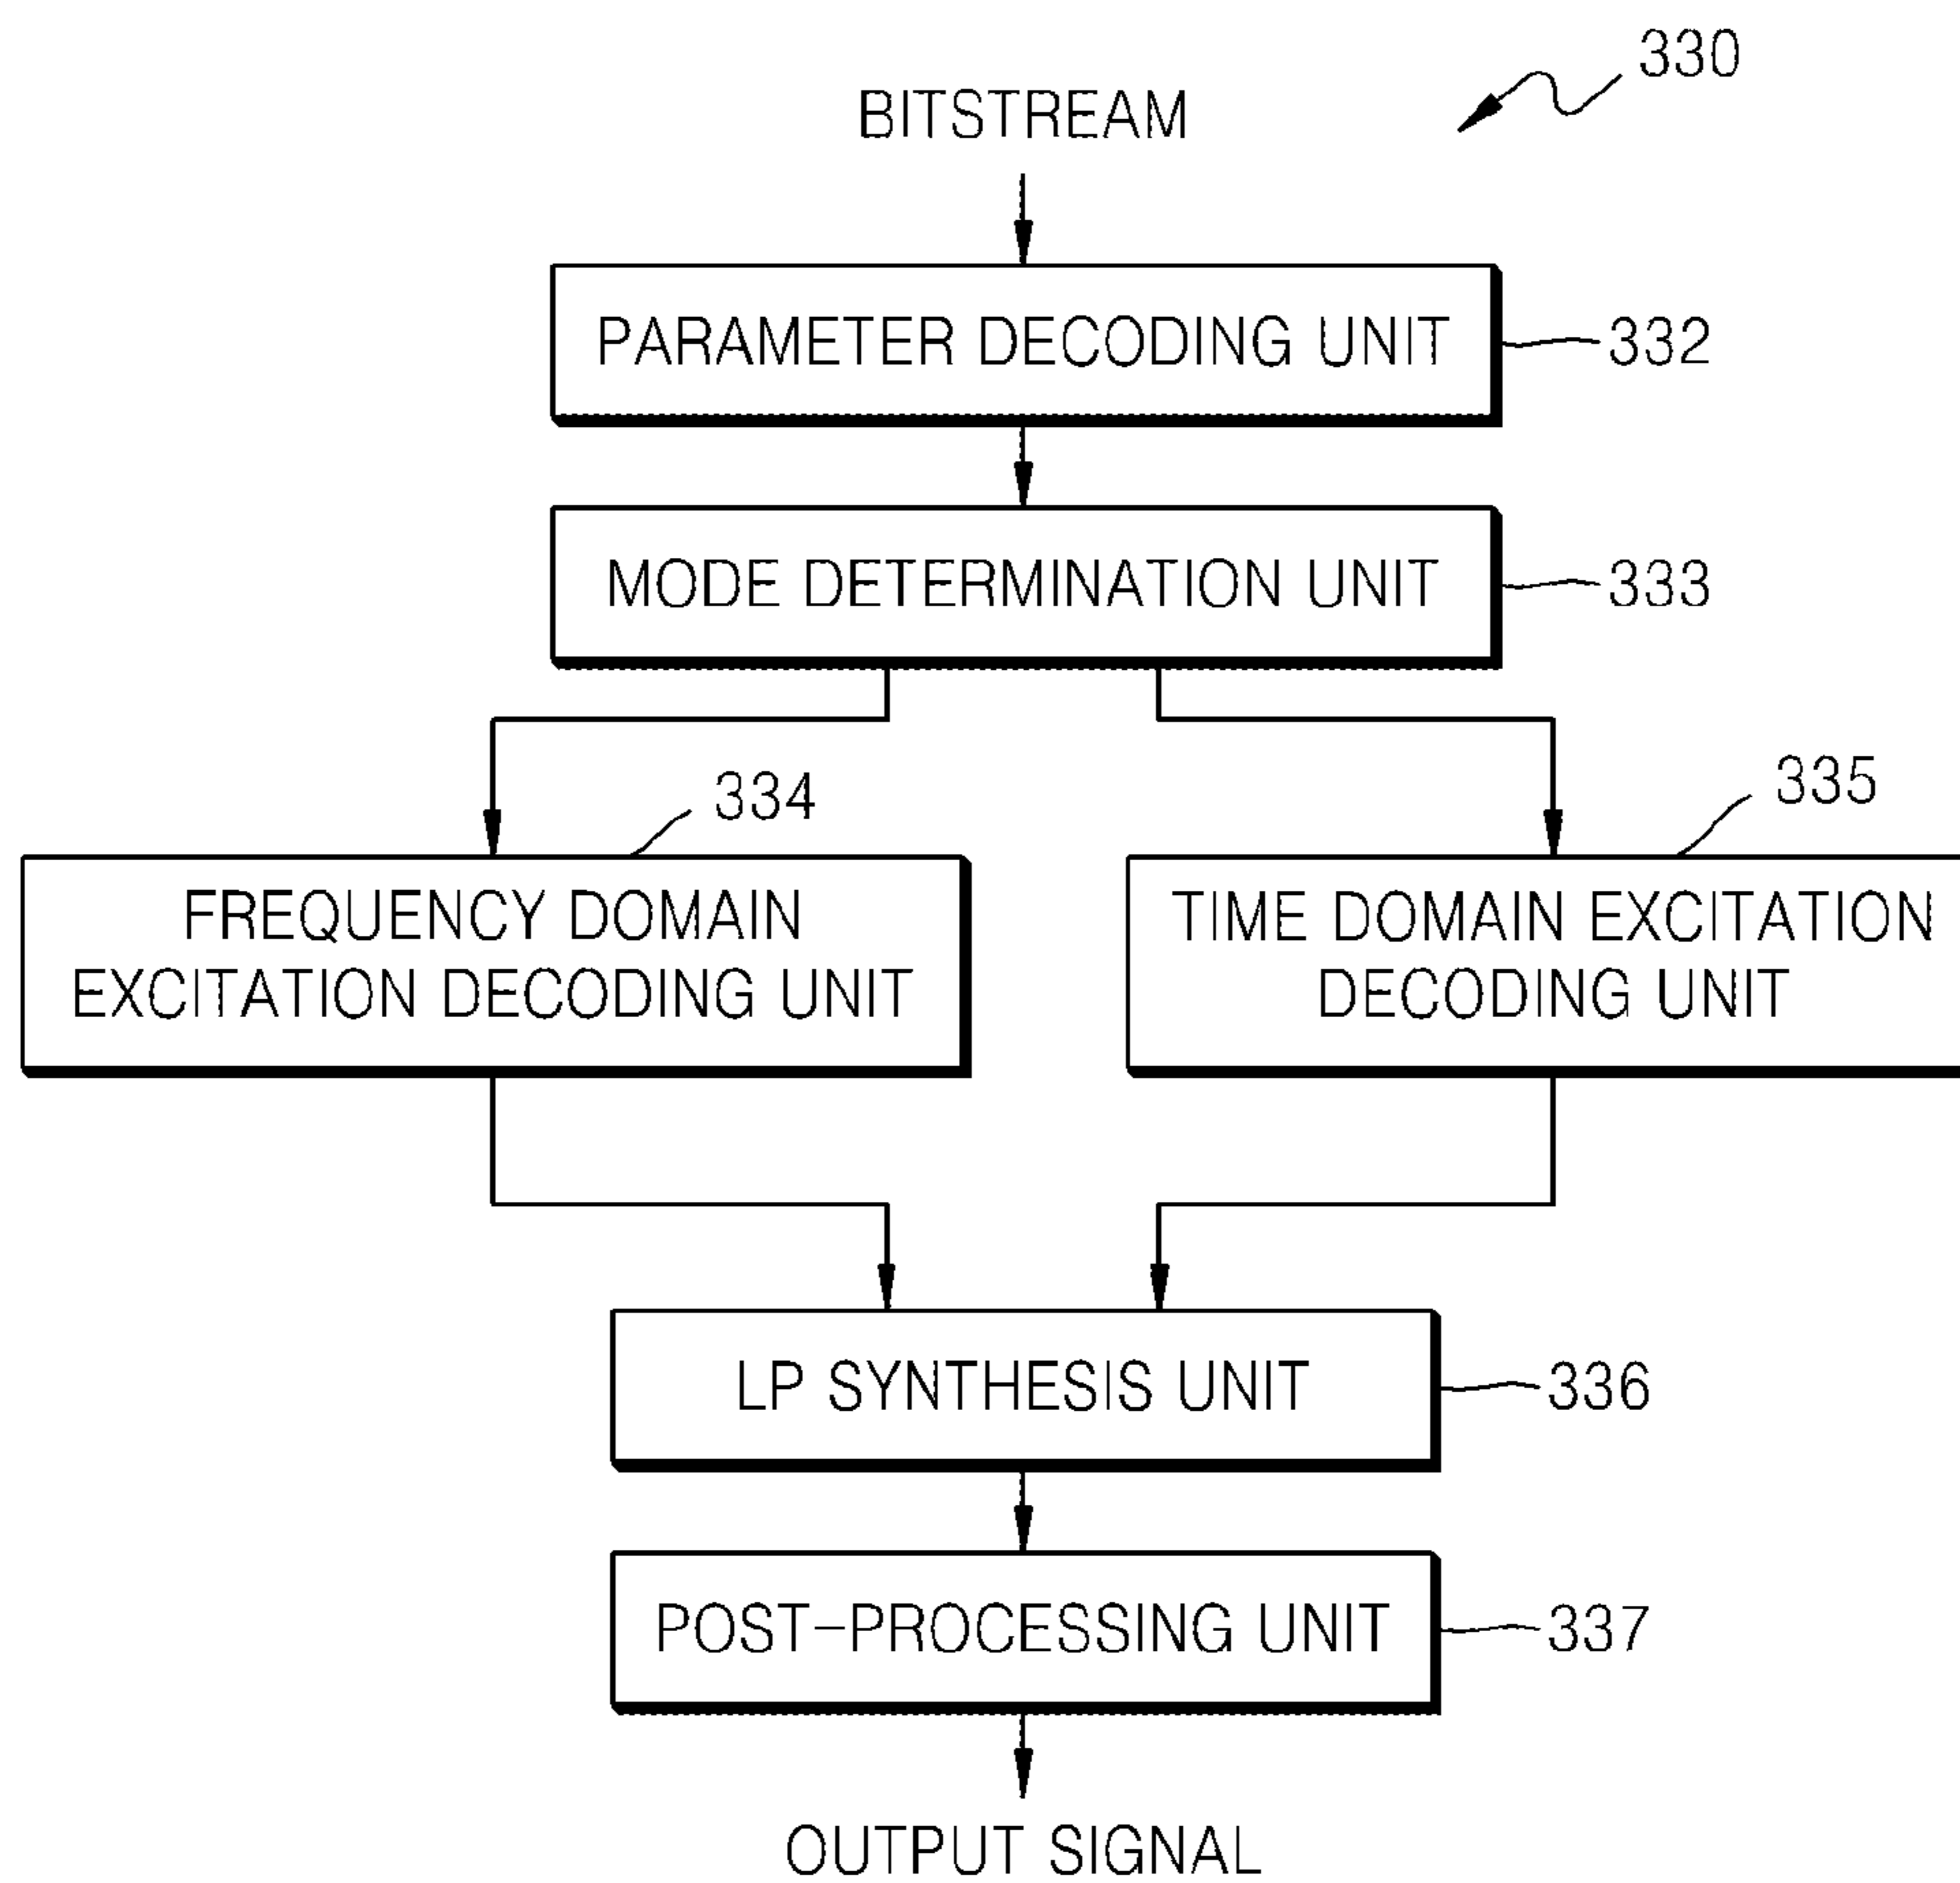 330
BITSTREAM
PARAMETER DECODING UNIT
332
MODE DETERMINATION UNIT
333
334
335
FREQUENCY DOMAIN
EXCITATION DECODING UNIT
TIME DOMAIN EXCITATION
DECODING UNIT
LP SYNTHESIS UNIT
336
POST-PROCESSING UNIT
337
OUTPUT SIGNAL